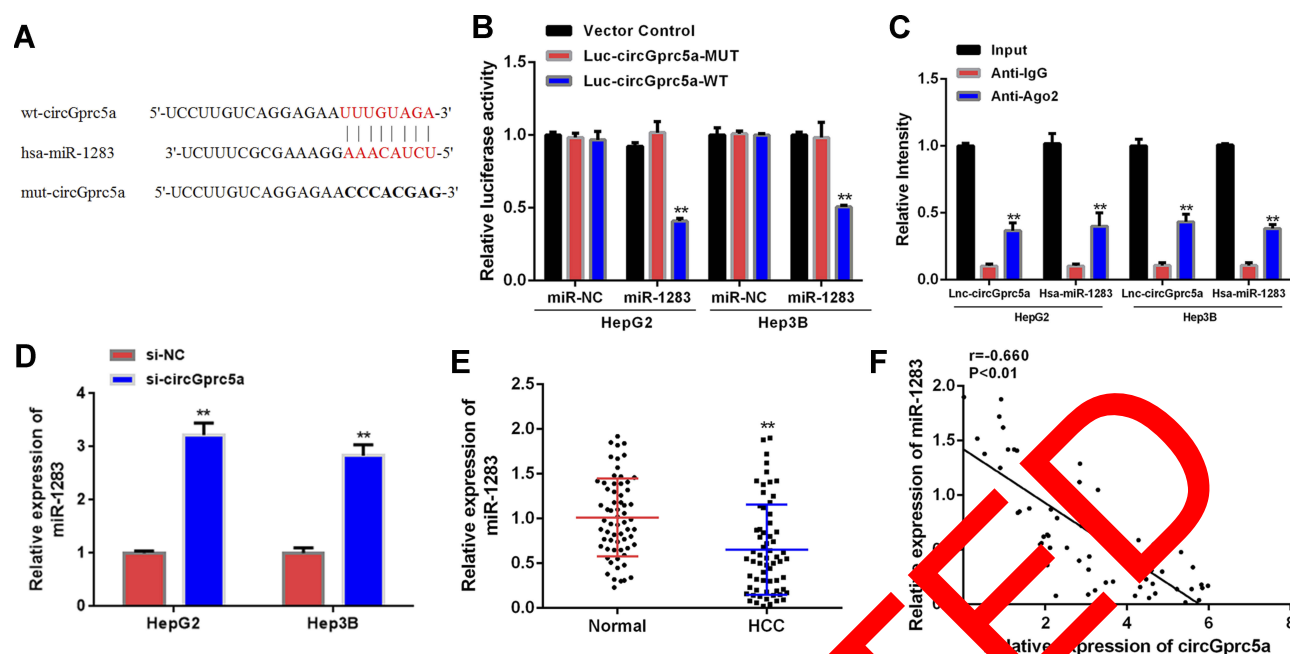 A
wt-circGprc5a 5'-UCCUUGUCAGGAGAAUUUGUAGA-3'
hsa-miR-1283 3'-UCUUUCGCGAAAGGAAACAUCU-5'
mut-circGprc5a 5'-UCCUUGUCAGGAGAACCCACGAG-3'
B
Vector Control
Luc-circGprc5a-MUT
Luc-circGprc5a-WT
Relative luciferase activity
1.5
1.0
0.5
0.0
**
**
miR-NC miR-1283 miR-NC miR-1283
HepG2 Hep3B
C
Input
Anti-IgG
Anti-Ago2
Relative Intensity
1.5
1.0
0.5
0.0
** ** ** **
Lnc-circGprc5a Hsa-miR-1283 Lnc-circGprc5a Hsa-miR-1283
HepG2 Hep3B
D
si-NC
si-circGprc5a
Relative expression of
miR-1283
4
3
2
1
0
**
**
HepG2 Hep3B
E
Relative expression of
miR-1283
2.5
2.0
1.5
1.0
0.5
0.0
**
Normal HCC
F
r=-0.660
P<0.01
Relative expression of miR-1283
2.0
1.5
1.0
2 4 6 8
expression of circGprc5a
TED